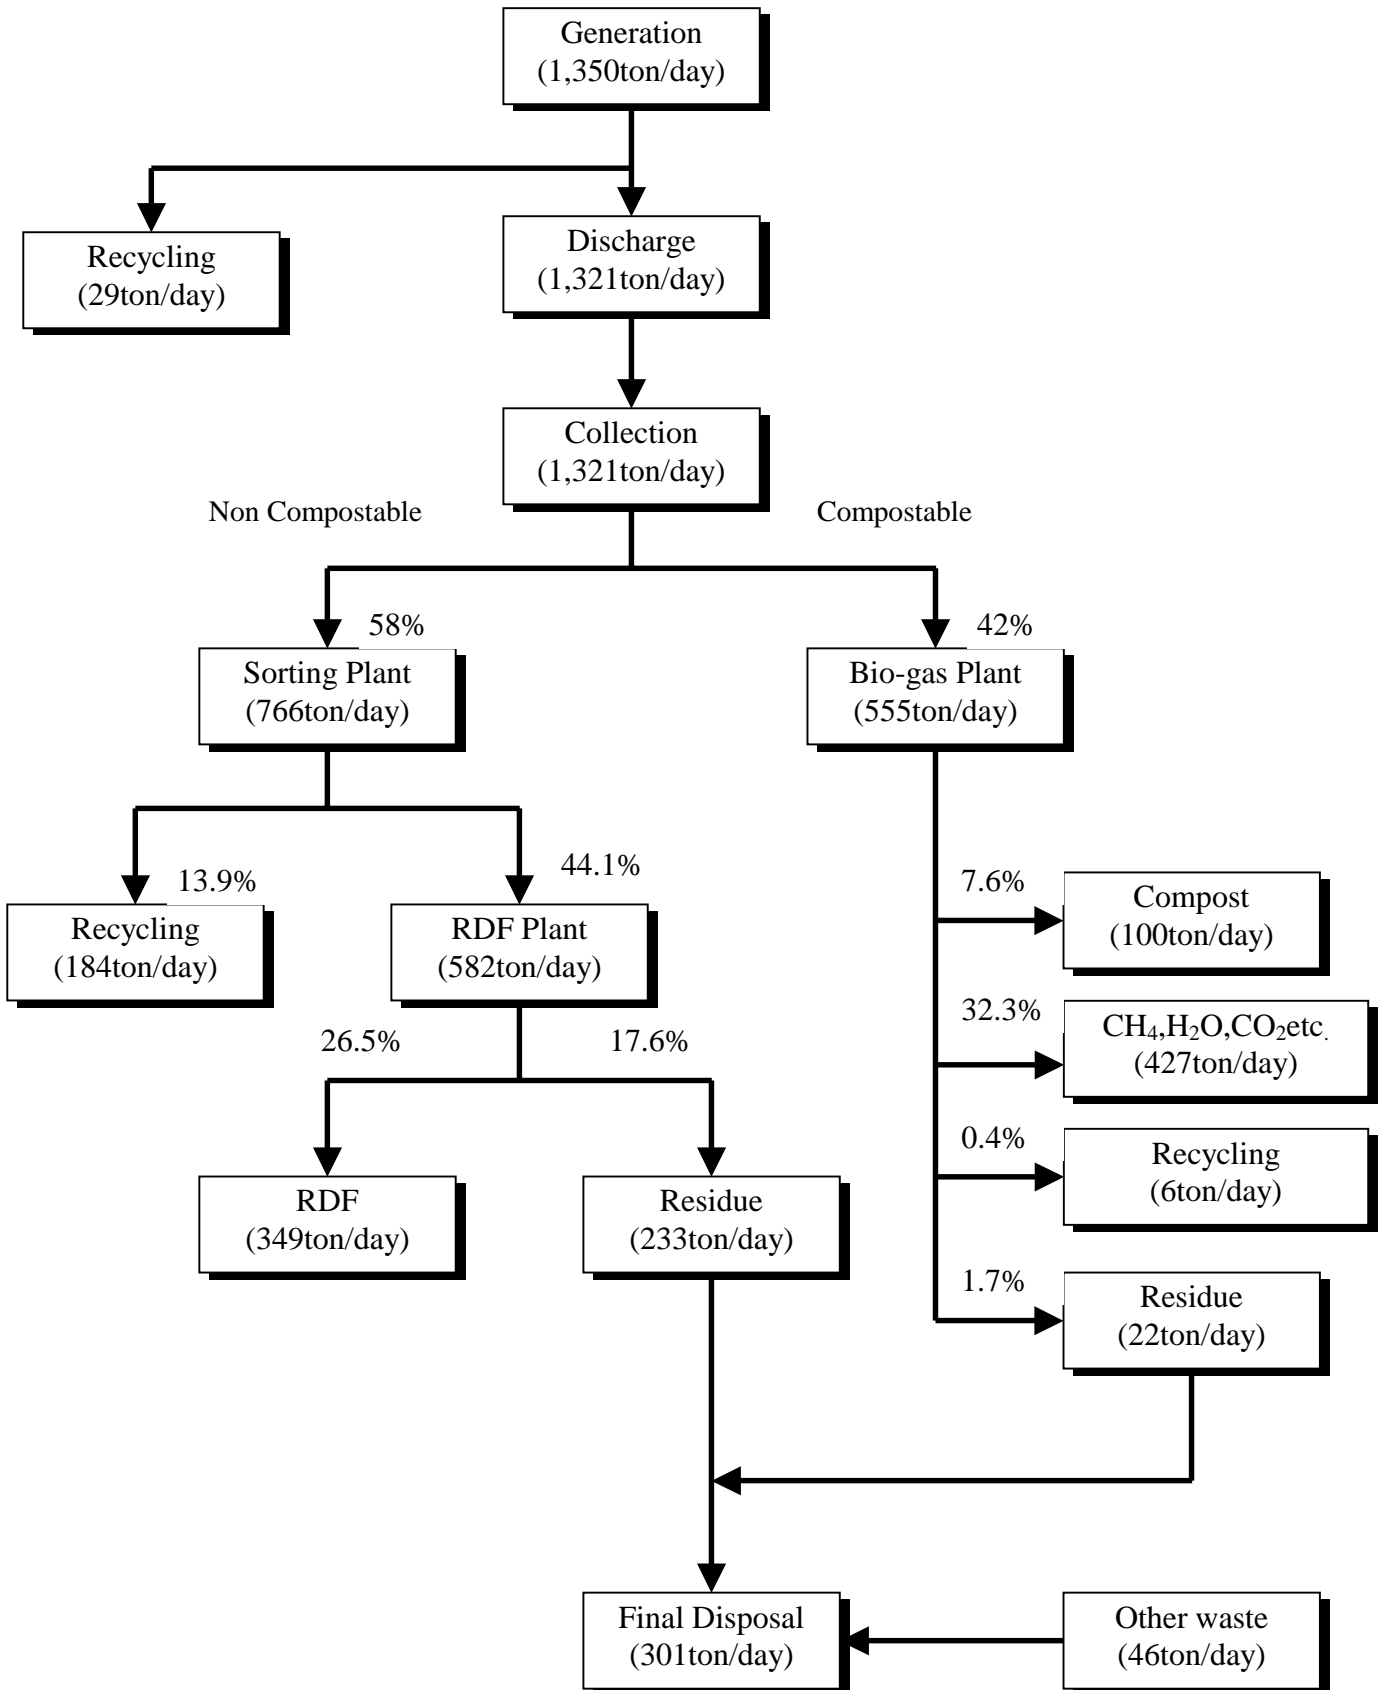 Generation
(1,350ton/day)
Recycling
(29ton/day)
Discharge
(1,321ton/day)
Collection
(1,321ton/day)
Non Compostable
Compostable
58%
42%
Sorting Plant
(766ton/day)
Bio-gas Plant
(555ton/day)
13.9%
44.1%
7.6%
Recycling
(184ton/day)
RDF Plant
(582ton/day)
Compost
(100ton/day)
26.5%
17.6%
32.3%
CH₄,H₂O,CO₂etc.
(427ton/day)
0.4%
Recycling
(6ton/day)
RDF
(349ton/day)
Residue
(233ton/day)
1.7%
Residue
(22ton/day)
Final Disposal
(301ton/day)
Other waste
(46ton/day)